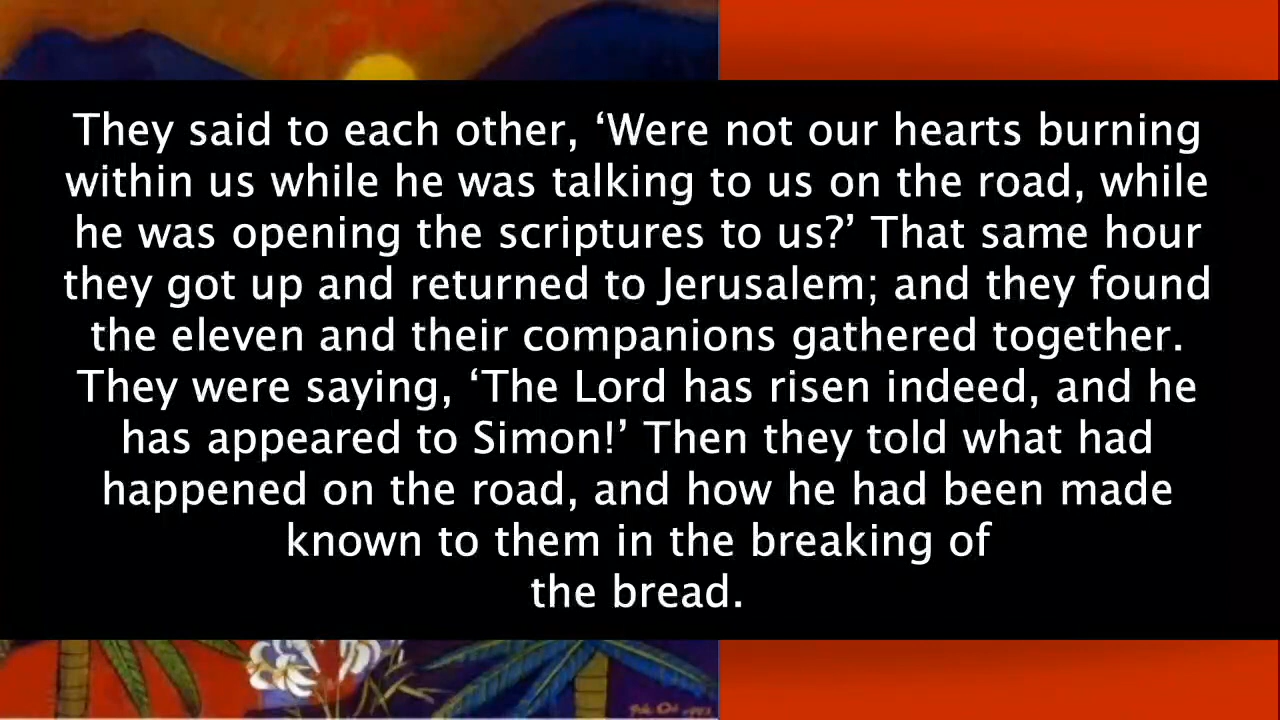 They said to each other, ‘Were not our hearts burning
within us while he was talking to us on the road, while
he was opening the scriptures to us?’ That same hour
they got up and returned to Jerusalem; and they found
the eleven and their companions gathered together.
They were saying, ‘The Lord has risen indeed, and he
has appeared to Simon!’ Then they told what had
happened on the road, and how he had been made
known to them in the breaking of
the bread.